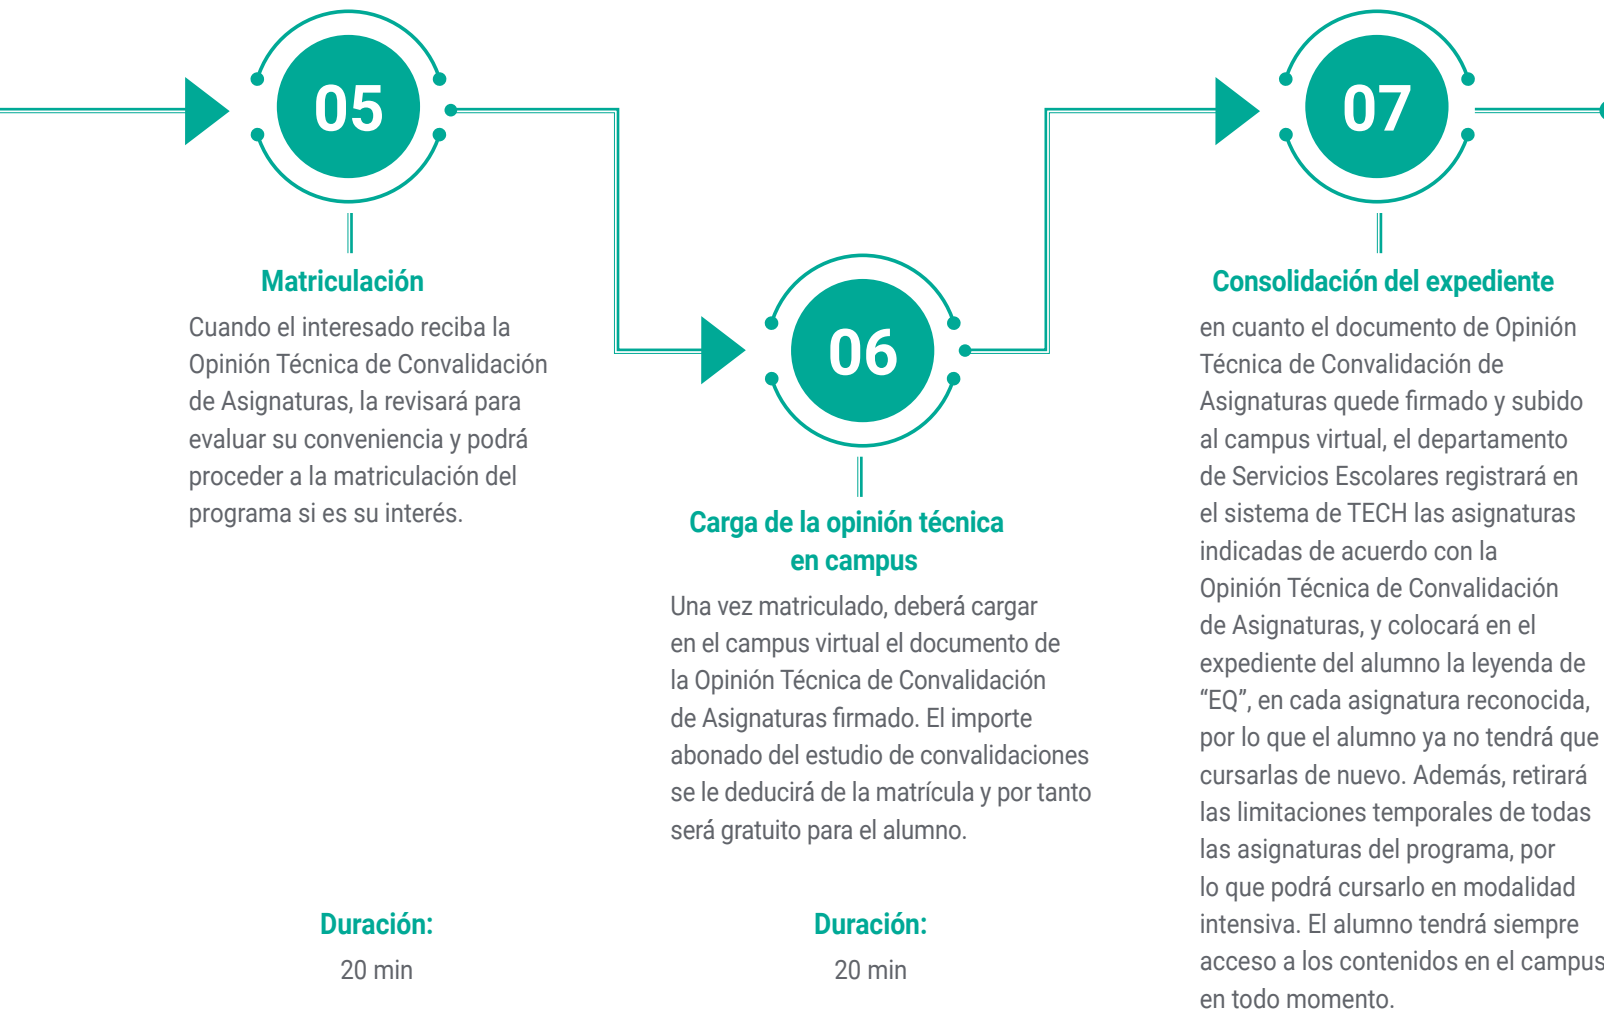 05
Matriculación
Cuando el interesado reciba la
Opinión Técnica de Convalidación
de Asignaturas, la revisará para
evaluar su conveniencia y podrá
proceder a la matriculación del
programa si es su interés.
Duración:
20 min
06
Carga de la opinión técnica
en campus
Una vez matriculado, deberá cargar
en el campus virtual el documento de
la Opinión Técnica de Convalidación
de Asignaturas firmado. El importe
abonado del estudio de convalidaciones
se le deducirá de la matrícula y por tanto
será gratuito para el alumno.
Duración:
20 min
07
Consolidación del expediente
en cuanto el documento de Opinión
Técnica de Convalidación de
Asignaturas quede firmado y subido
al campus virtual, el departamento
de Servicios Escolares registrará en
el sistema de TECH las asignaturas
indicadas de acuerdo con la
Opinión Técnica de Convalidación
de Asignaturas, y colocará en el
expediente del alumno la leyenda de
“EQ”, en cada asignatura reconocida,
por lo que el alumno ya no tendrá que
cursarlas de nuevo. Además, retirará
las limitaciones temporales de todas
las asignaturas del programa, por
lo que podrá cursarlo en modalidad
intensiva. El alumno tendrá siempre
acceso a los contenidos en el campus
en todo momento.